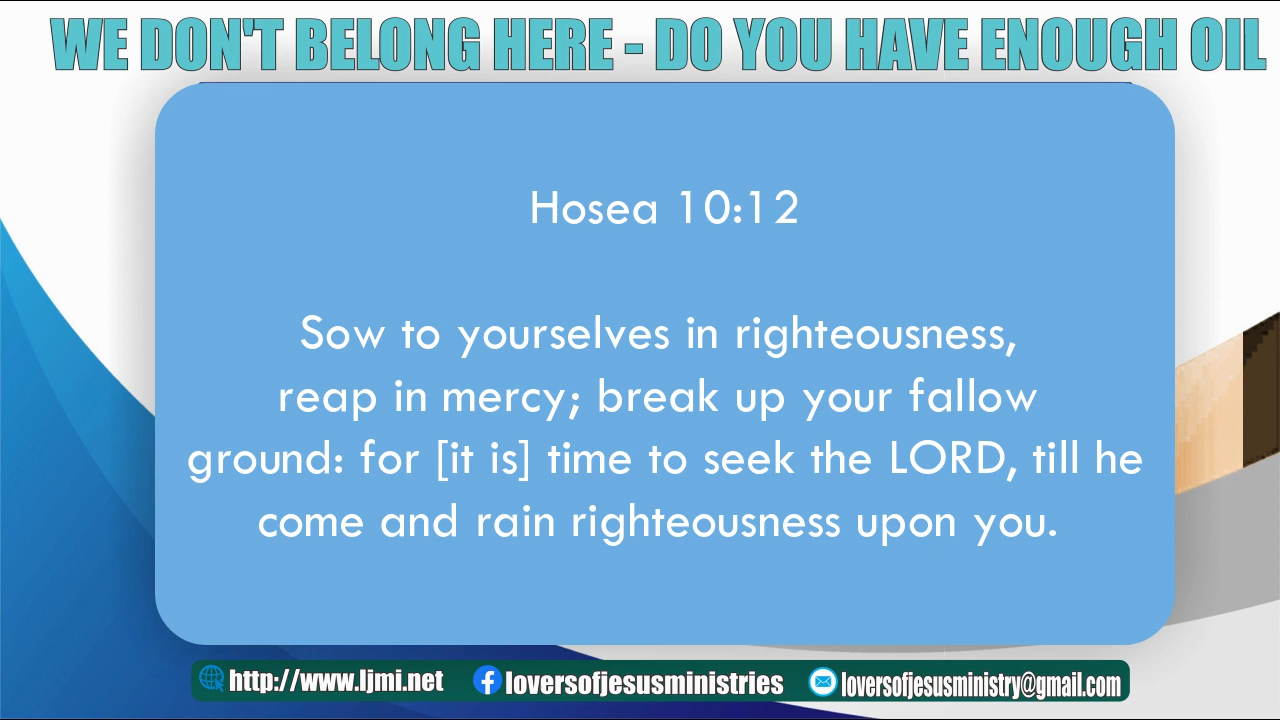 WE DON'T BELONG HERE - DO YOU HAVE ENOUGH OIL
Hosea 10:12
Sow to yourselves in righteousness,
reap in mercy; break up your fallow
ground: for [it is] time to seek the LORD, till he
come and rain righteousness upon you.
http://www.ljmi.net loversofjesusministries loversofjesusministry@gmail.com